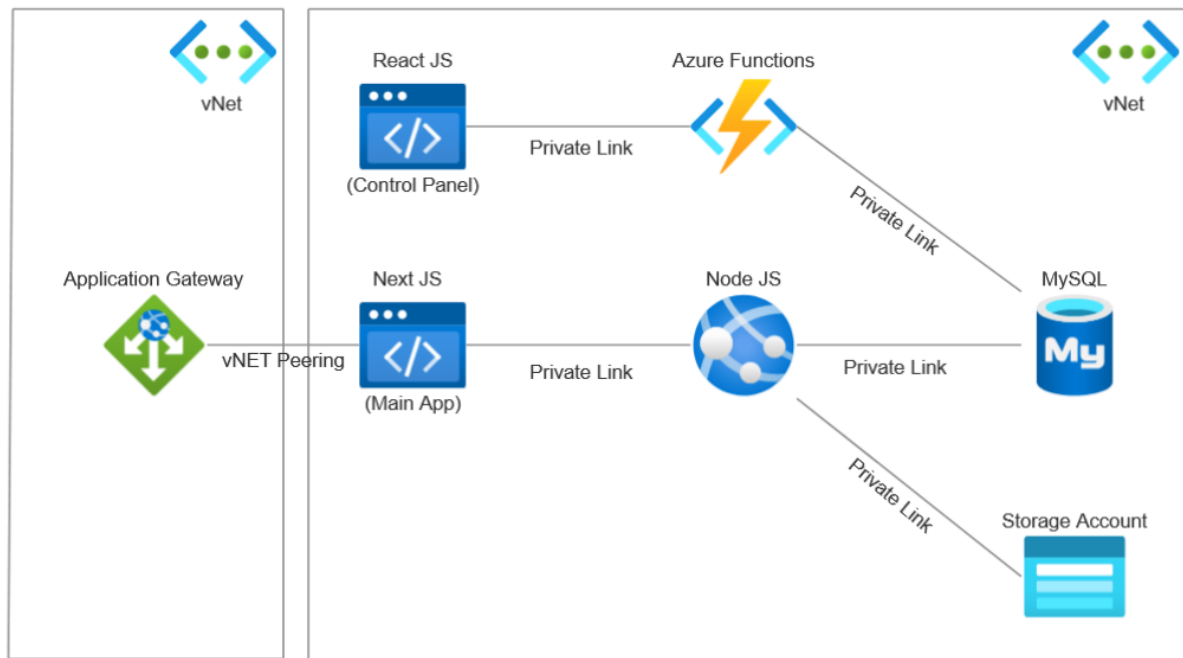 vNet
React JS
(Control Panel)
Private Link
Azure Functions
vNet
Private Link
Application Gateway
vNET Peering
Next JS
(Main App)
Private Link
Node JS
Private Link
MySQL
My
Private Link
Storage Account